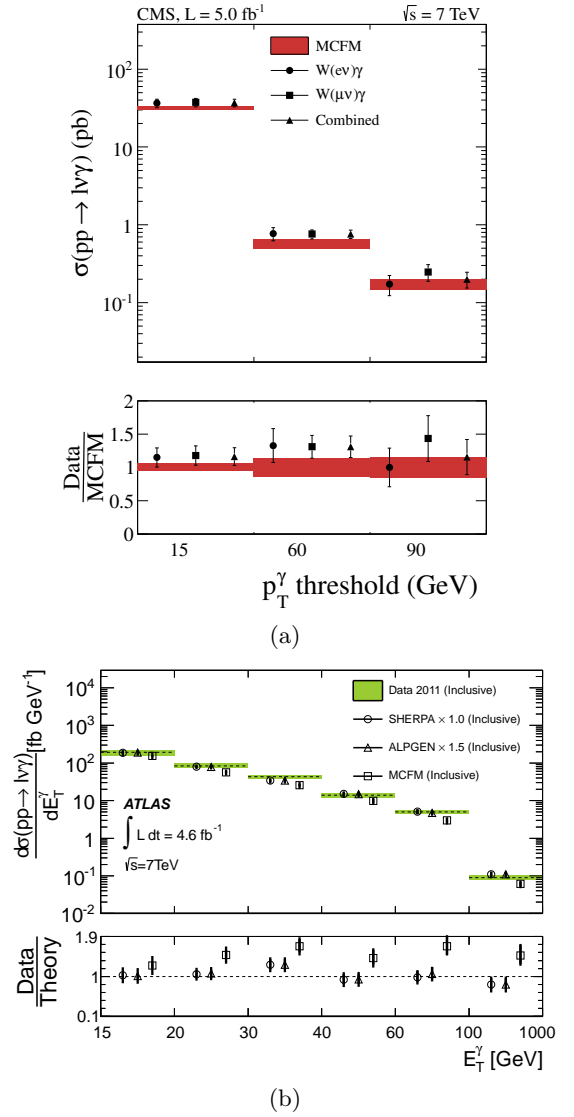 CMS, L = 5.0 fb⁻¹ √s = 7 TeV
MCFM
W(eν)γ
W(μν)γ
Combined
σ(pp → lνγ) (pb)
10²
10
1
10⁻¹
Data
MCFM
2
1.5
1
0.5
0
15 60 90
p_T^γ threshold (GeV)
(a)
dσ(pp→ lνγ)
dE_T^γ
[fb GeV⁻¹]
10⁴
10³
10²
10
1
10⁻¹
10⁻²
Data 2011 (Inclusive)
SHERPA × 1.0 (Inclusive)
ALPGEN × 1.5 (Inclusive)
MCFM (Inclusive)
ATLAS
∫ L dt = 4.6 fb⁻¹
√s=7TeV
Data
Theory
1.9
1
0.1
15 20 30 40 60 100 1000
E_T^γ [GeV]
(b)